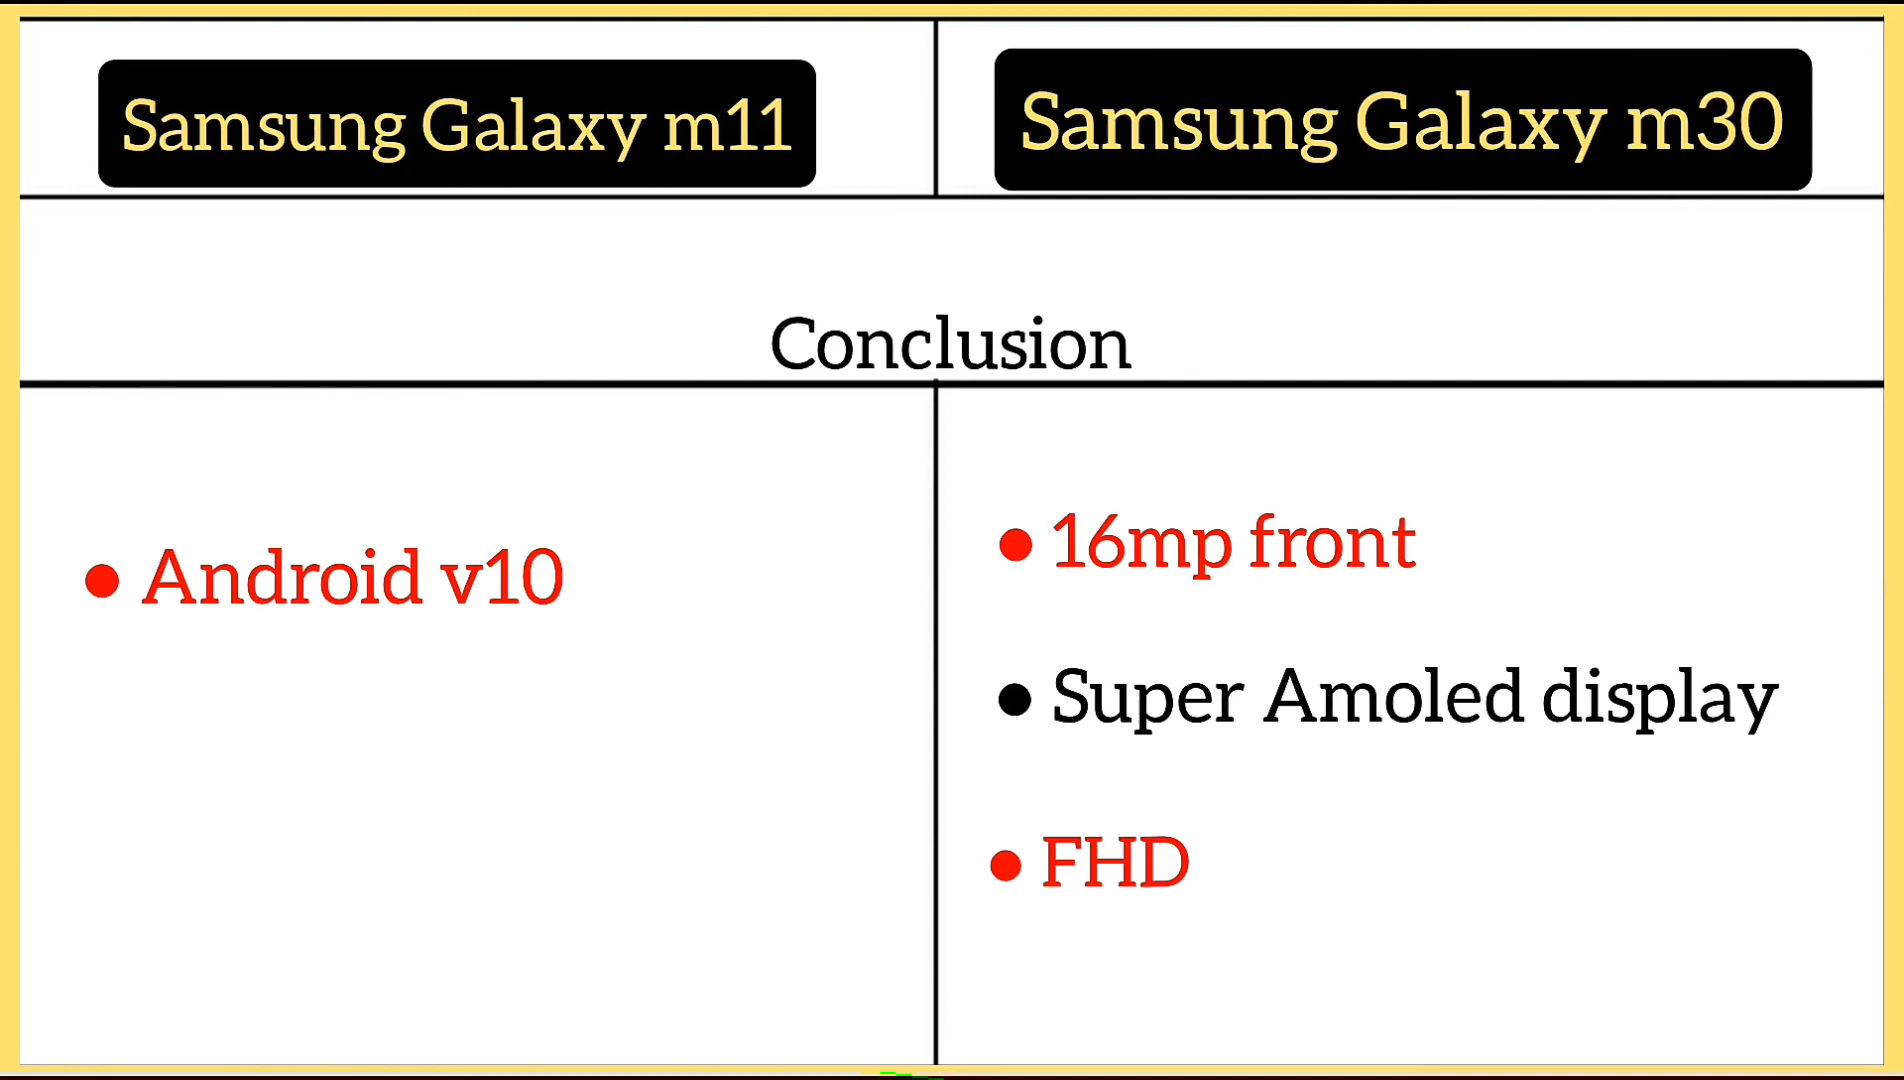 Samsung Galaxy m11
Samsung Galaxy m30
Conclusion
• Android v10
• 16mp front
• Super Amoled display
• FHD